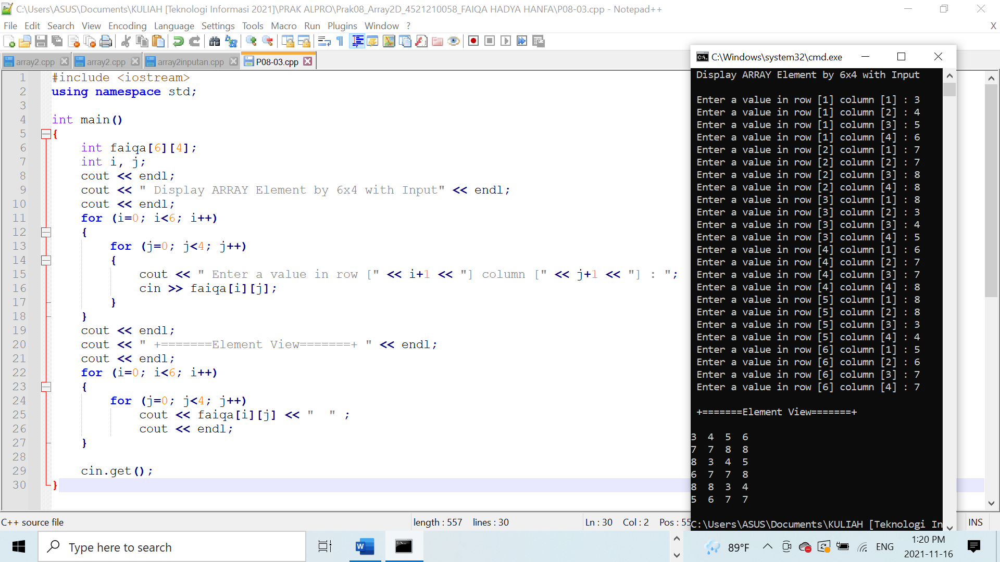 C:\Users\ASUS\Documents\KULIAH [Teknologi Informasi 2021]\PRAK ALPRO\Prak08_Array2D_4521210058_FAIQA HADYA HANFA\P08-03.cpp - Notepad++
File Edit Search View Encoding Language Settings Tools Macro Run Plugins Window ? X
array2.cpp array2.cpp array2inputan.cpp P08-03.cpp
1 #include <iostream>
2 using namespace std;
3
4 int main()
5 {
6 int faiqa[6][4];
7 int i, j;
8 cout << endl;
9 cout << " Display ARRAY Element by 6x4 with Input" << endl;
10 cout << endl;
11 for (i=0; i<6; i++)
12 {
13 for (j=0; j<4; j++)
14 {
15 cout << " Enter a value in row [" << i+1 << "] column [" << j+1 << "] : ";
16 cin >> faiqa[i][j];
17 }
18 }
19 cout << endl;
20 cout << " +=======Element View=======+ " << endl;
21 cout << endl;
22 for (i=0; i<6; i++)
23 {
24 for (j=0; j<4; j++)
25 cout << faiqa[i][j] << "  " ;
26 cout << endl;
27 }
28
29 cin.get();
30 }
C:\Windows\system32\cmd.exe
Display ARRAY Element by 6x4 with Input
Enter a value in row [1] column [1] : 3
Enter a value in row [1] column [2] : 4
Enter a value in row [1] column [3] : 5
Enter a value in row [1] column [4] : 6
Enter a value in row [2] column [1] : 7
Enter a value in row [2] column [2] : 7
Enter a value in row [2] column [3] : 8
Enter a value in row [2] column [4] : 8
Enter a value in row [3] column [1] : 8
Enter a value in row [3] column [2] : 3
Enter a value in row [3] column [3] : 4
Enter a value in row [3] column [4] : 5
Enter a value in row [4] column [1] : 6
Enter a value in row [4] column [2] : 7
Enter a value in row [4] column [3] : 7
Enter a value in row [4] column [4] : 8
Enter a value in row [5] column [1] : 8
Enter a value in row [5] column [2] : 8
Enter a value in row [5] column [3] : 3
Enter a value in row [5] column [4] : 4
Enter a value in row [6] column [1] : 5
Enter a value in row [6] column [2] : 6
Enter a value in row [6] column [3] : 7
Enter a value in row [6] column [4] : 7
+=======Element View=======+
3 4 5 6
7 7 8 8
8 3 4 5
6 7 7 8
8 8 3 4
5 6 7 7
C:\Users\ASUS\Documents\KULIAH [Teknologi In
C++ source file length : 557 lines : 30 Ln : 30 Col : 2 Pos : 55 INS
Type here to search
89°F ENG
1:20 PM
2021-11-16